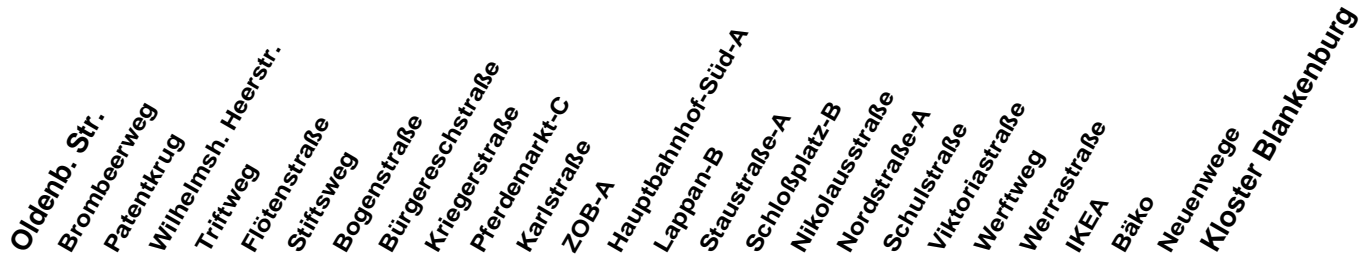 Oldenb. Str.
Brombeerweg
Patentkrug
Wilhelmsh. Heerstr.
Triftweg
Flötenstraße
Stiftsweg
Bogenstraße
Bürgereschstraße
Kriegerstraße
Pferdemarkt-C
Karlstraße
ZOB-A
Hauptbahnhof-Süd-A
Lappan-B
Staustraße-A
Schloßplatz-B
Nikolausstraße
Nordstraße-A
Schulstraße
Viktoriastraße
Werftweg
Werrastraße
IKEA
Bäko
Neuenwege
Kloster Blankenburg